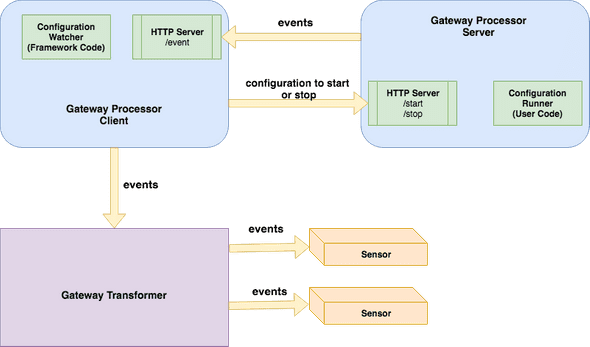 Configuration
Watcher
(Framework Code)
HTTP Server
/event
Gateway Processor
Client
events
configuration to start
or stop
Gateway Processor
Server
HTTP Server
/start
/stop
Configuration
Runner
(User Code)
events
Gateway Transformer
events
Sensor
events
Sensor